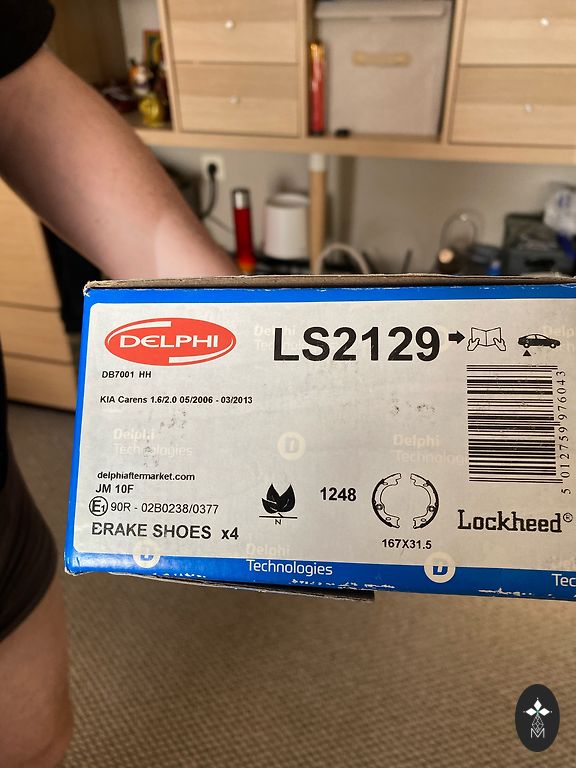 DELPHI
LS2129
DB7001 HH
KIA Carens 1.6/2.0 05/2006 - 03/2013
Delphi
Technologies
D
Delphi
Technologies
delphiaftermarket.com
JM 10F
E1 90R - 02B0238/0377
BRAKE SHOES x4
N
1248
167X31.5
5 012759 976043
Lockheed®
D
Delphi
Technologies
D
Tec
M